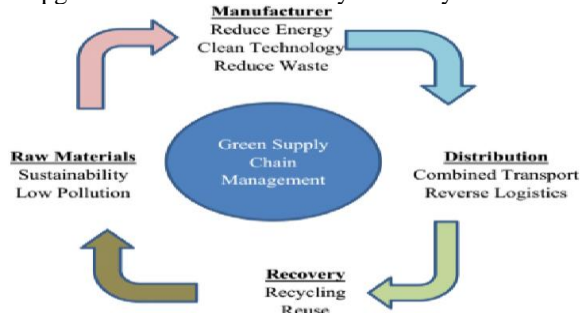 Manufacturer
Reduce Energy
Clean Technology
Reduce Waste
Green Supply
Chain
Management
Raw Materials
Sustainability
Low Pollution
Distribution
Combined Transport
Reverse Logistics
Recovery
Recycling
Reuse